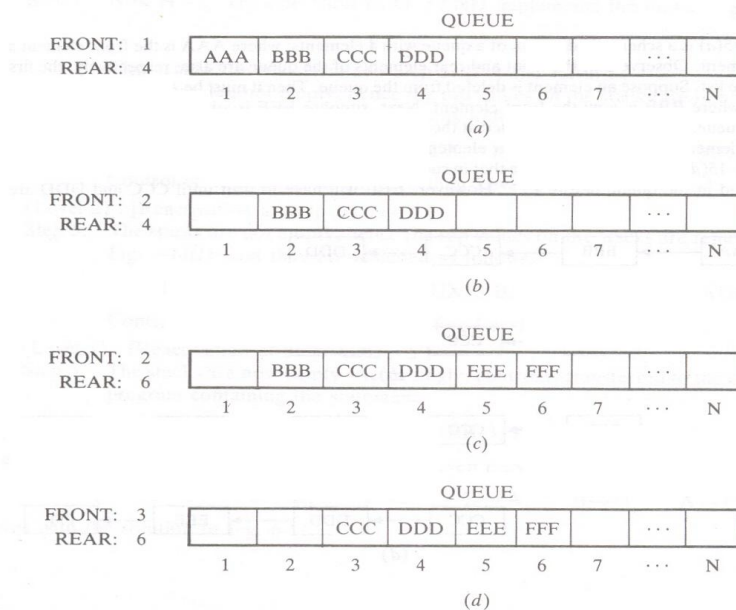 QUEUE
FRONT: 1
REAR: 4
AAA BBB CCC DDD ...
1 2 3 4 5 6 7 ... N
(a)
QUEUE
FRONT: 2
REAR: 4
BBB CCC DDD ...
1 2 3 4 5 6 7 ... N
(b)
QUEUE
FRONT: 2
REAR: 6
BBB CCC DDD EEE FFF ...
1 2 3 4 5 6 7 ... N
(c)
QUEUE
FRONT: 3
REAR: 6
CCC DDD EEE FFF ...
1 2 3 4 5 6 7 ... N
(d)